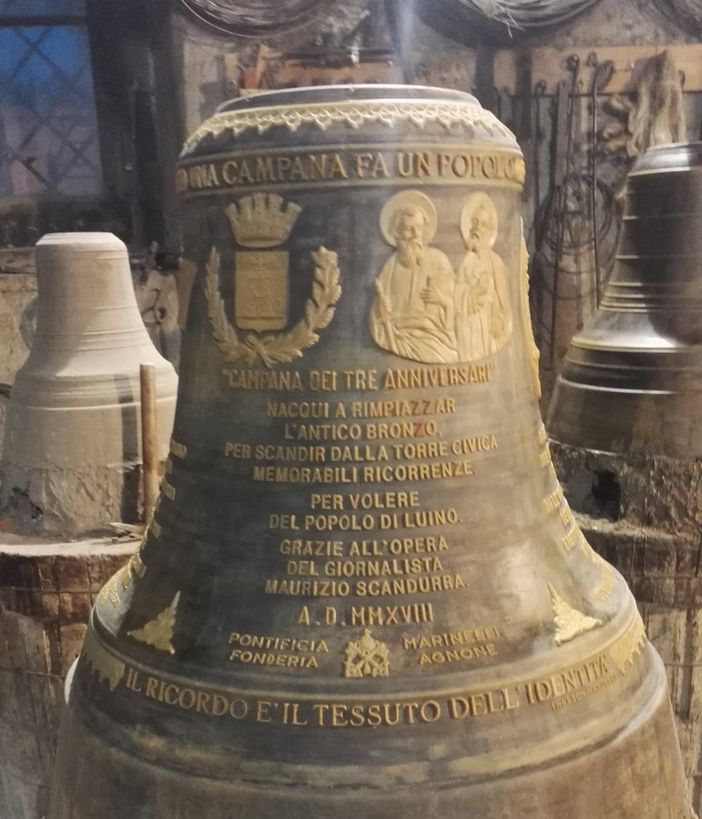 UNA CAMPANA FA UN POPOLO
"CAMPANA DEI TRE ANNIVERSARI"
NACQUI A RIMPIAZZAR
L'ANTICO BRONZO,
PER SCANDIR DALLA TORRE CIVICA
MEMORABILI RICORRENZE.
PER VOLERE
DEL POPOLO DI LUINO.
GRAZIE ALL'OPERA
DEL GIORNALISTA
MAURIZIO SCANDURRA.
A.D. MMXVIII
PONTIFICIA MARINELLI
FONDERIA AGNONE
IL RICORDO E' IL TESSUTO DELL'IDENTITA'